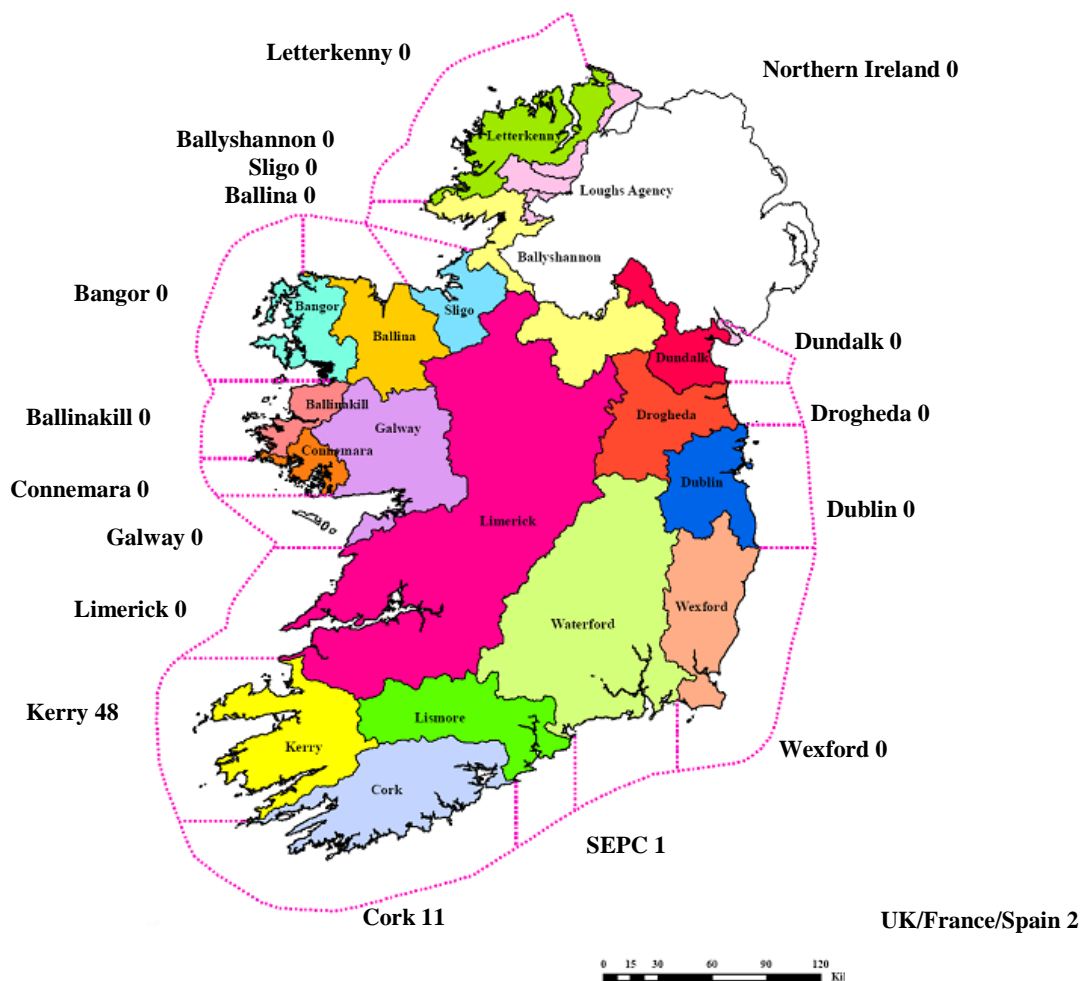 Letterkenny 0
Northern Ireland 0
Letterkenny
Ballyshannon 0
Sligo 0
Ballina 0
Loughs Agency
Ballyshannon
Bangor 0
Bangor
Sligo
Ballina
Dundalk 0
Dundalk
Ballinakill 0
Ballinakill
Galway
Drogheda
Drogheda 0
Connemara
Connemara 0
Dublin
Dublin 0
Galway 0
Limerick
Limerick 0
Wexford
Waterford
Kerry 48
Lismore
Kerry
Wexford 0
Cork
SEPC 1
Cork 11
UK/France/Spain 2
0 15 30 60 90 120
Kil